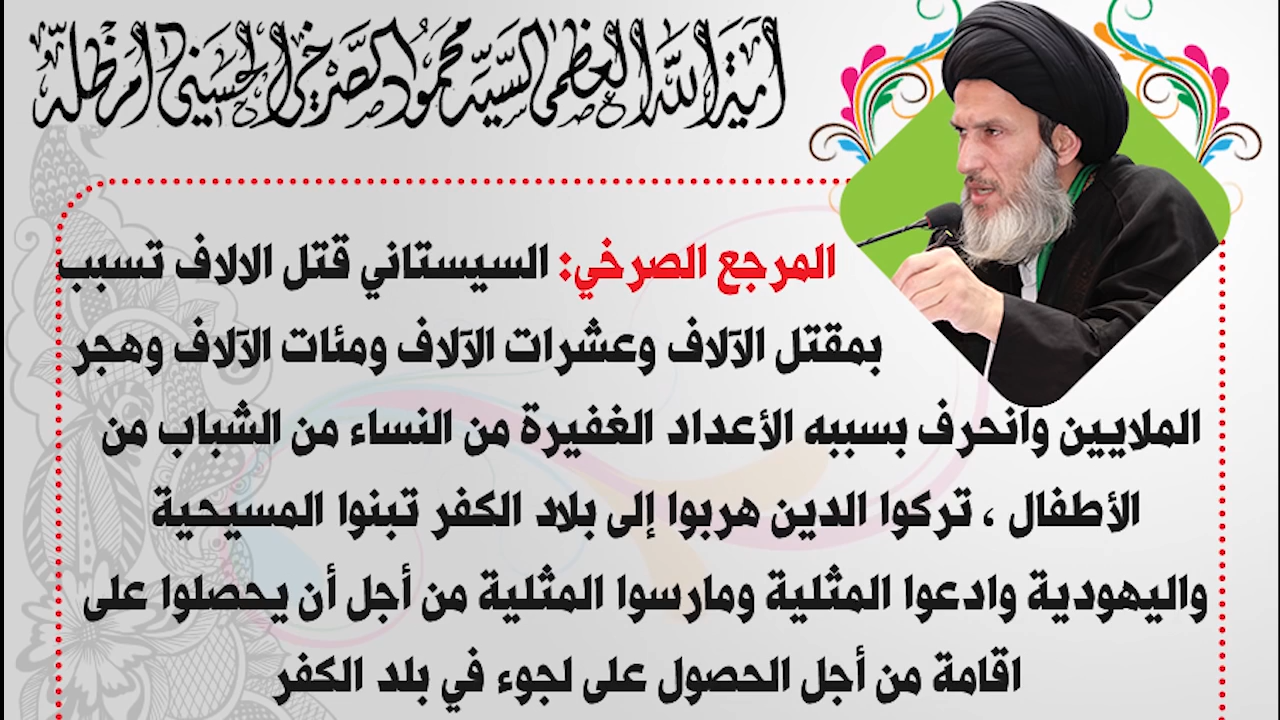 آية الله العظمى السيد محمود الصرخي الحسني دام ظله
المرجع الصرخي: السيستاني قتل الالاف تسبب
بمقتل الآلاف وعشرات الآلاف ومئات الآلاف وهجر
الملايين وانحرف بسببه الأعداد الغفيرة من النساء من الشباب من
الأطفال ، تركوا الدين هربوا إلى بلاد الكفر تبنوا المسيحية
واليهودية وادعوا المثلية ومارسوا المثلية من أجل أن يحصلوا على
اقامة من أجل الحصول على لجوء في بلد الكفر